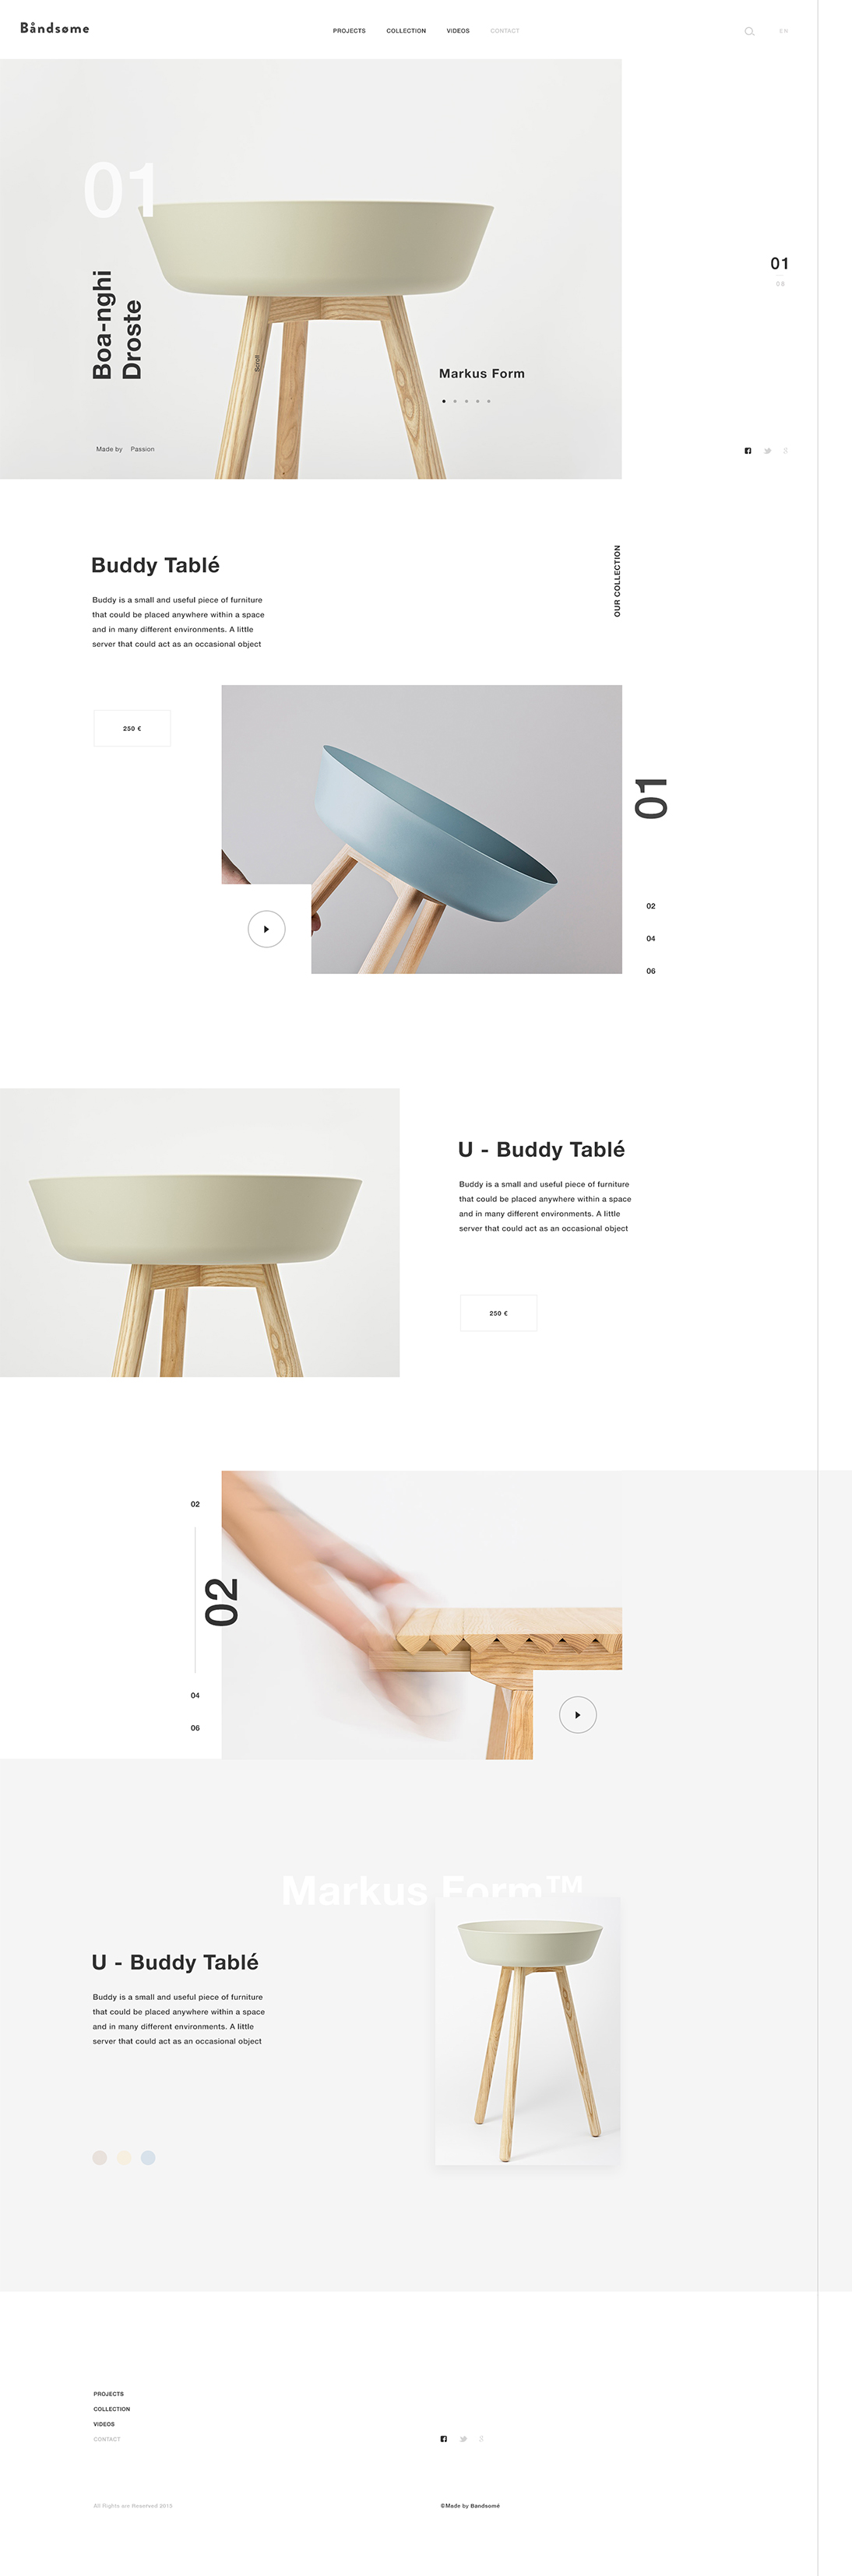 Båndsøme
PROJECTS COLLECTION VIDEOS CONTACT
EN
01
Boa-nghi
Droste
Scroll
Markus Form
Made by Passion
01
08
Buddy Tablé
Buddy is a small and useful piece of furniture
that could be placed anywhere within a space
and in many different environments. A little
server that could act as an occasional object
OUR COLLECTION
250 €
01
02
04
06
U - Buddy Tablé
Buddy is a small and useful piece of furniture
that could be placed anywhere within a space
and in many different environments. A little
server that could act as an occasional object
250 €
02
02
04
06
Markus Form™
U - Buddy Tablé
Buddy is a small and useful piece of furniture
that could be placed anywhere within a space
and in many different environments. A little
server that could act as an occasional object
PROJECTS
COLLECTION
VIDEOS
CONTACT
All Rights are Reserved 2015
©Made by Bandsomé